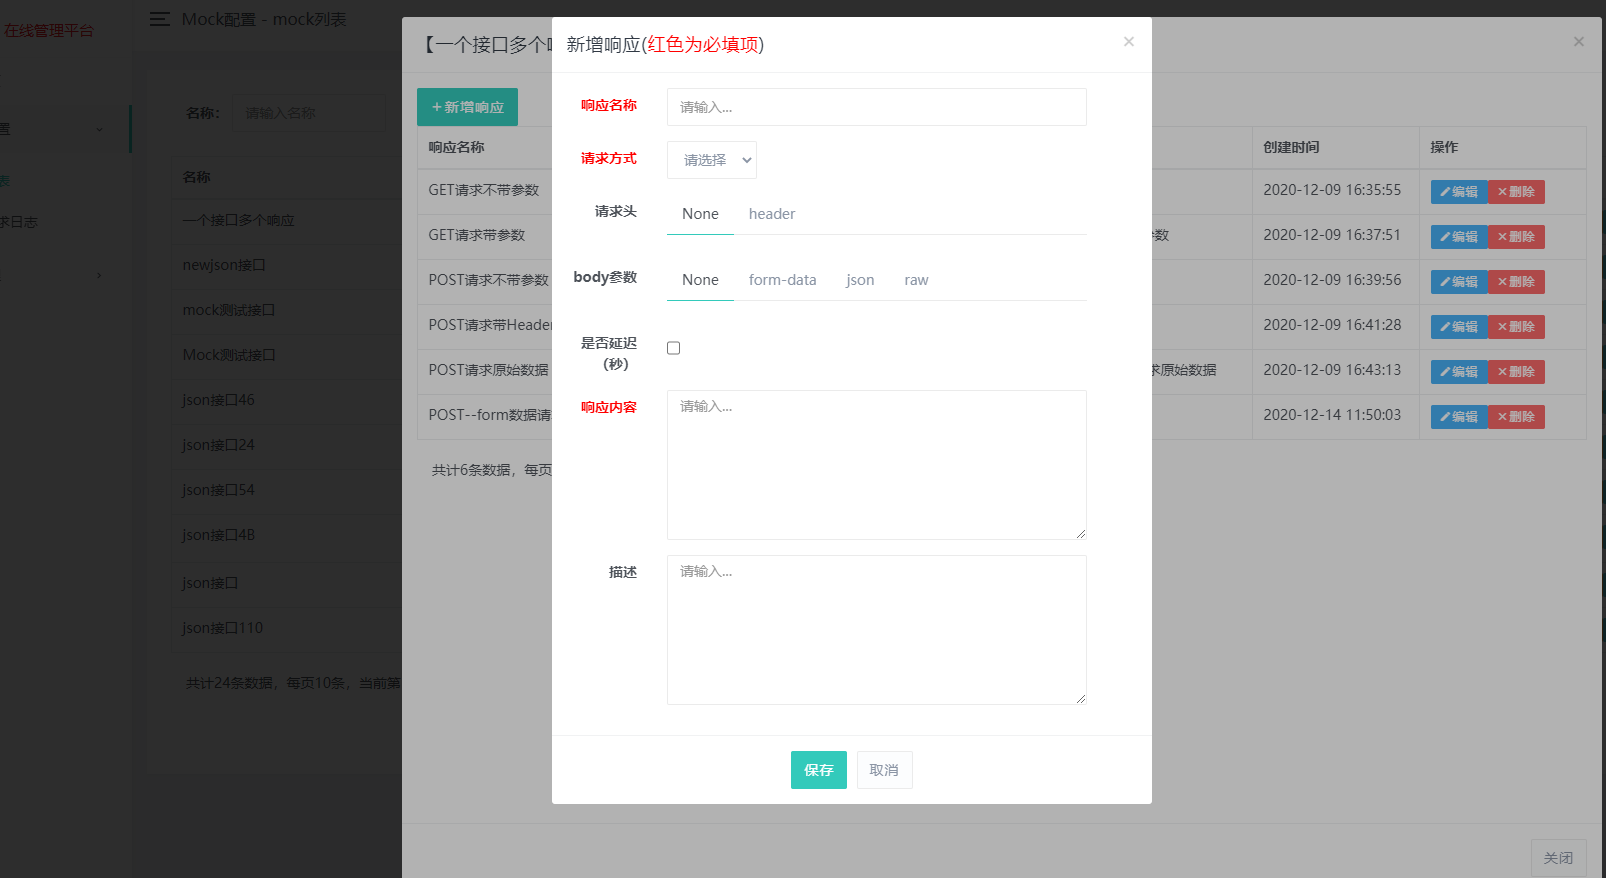 在线管理平台
Mock配置 - mock列表
置
表
求日志
名称：
请输入名称
名称
一个接口多个响应
newjson接口
mock测试接口
Mock测试接口
json接口46
json接口24
json接口54
json接口4B
json接口
json接口110
共计24条数据，每页10条，当前第
【一个接口多个响
×
+新增响应
响应名称
创建时间
操作
GET请求不带参数
2020-12-09 16:35:55
编辑
删除
GET请求带参数
参数
2020-12-09 16:37:51
编辑
删除
POST请求不带参数
2020-12-09 16:39:56
编辑
删除
POST请求带Header
2020-12-09 16:41:28
编辑
删除
POST请求原始数据
求原始数据
2020-12-09 16:43:13
编辑
删除
POST--form数据请
2020-12-14 11:50:03
编辑
删除
共计6条数据，每页
关闭
新增响应(红色为必填项)
×
响应名称
请输入...
请求方式
请选择
请求头
None
header
body参数
None
form-data
json
raw
是否延迟
（秒）
响应内容
请输入...
描述
请输入...
保存
取消